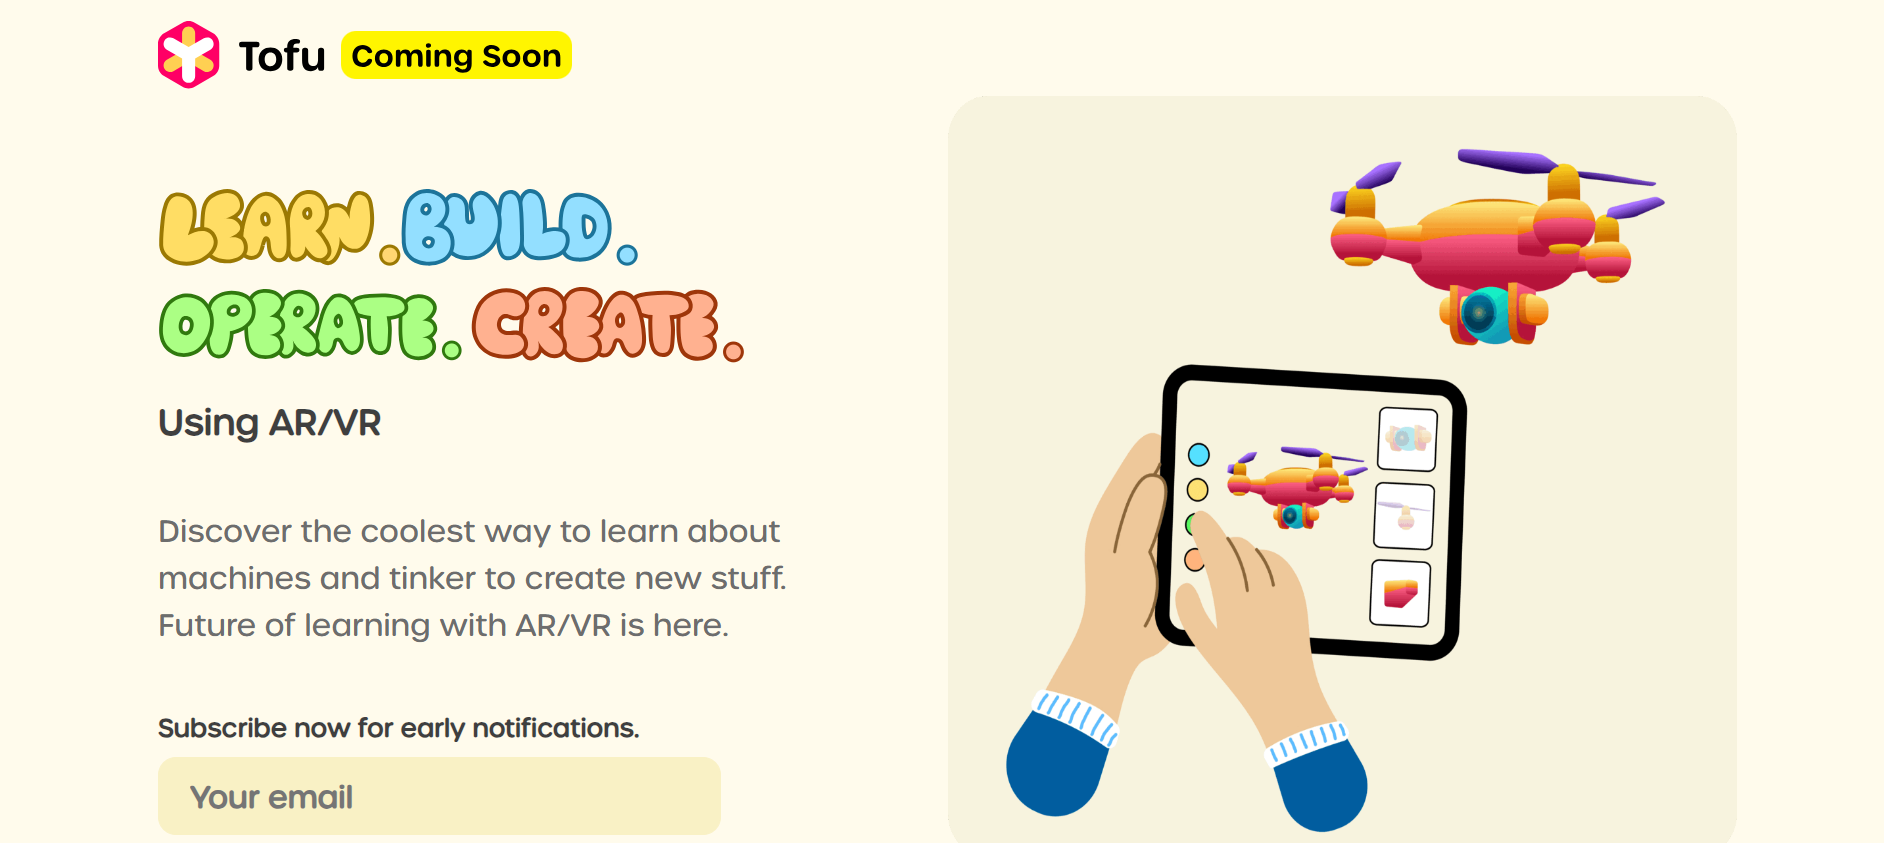 Tofu Coming Soon
LEARN. BUILD.
OPERATE. CREATE.
Using AR/VR
Discover the coolest way to learn about
machines and tinker to create new stuff.
Future of learning with AR/VR is here.
Subscribe now for early notifications.
Your email